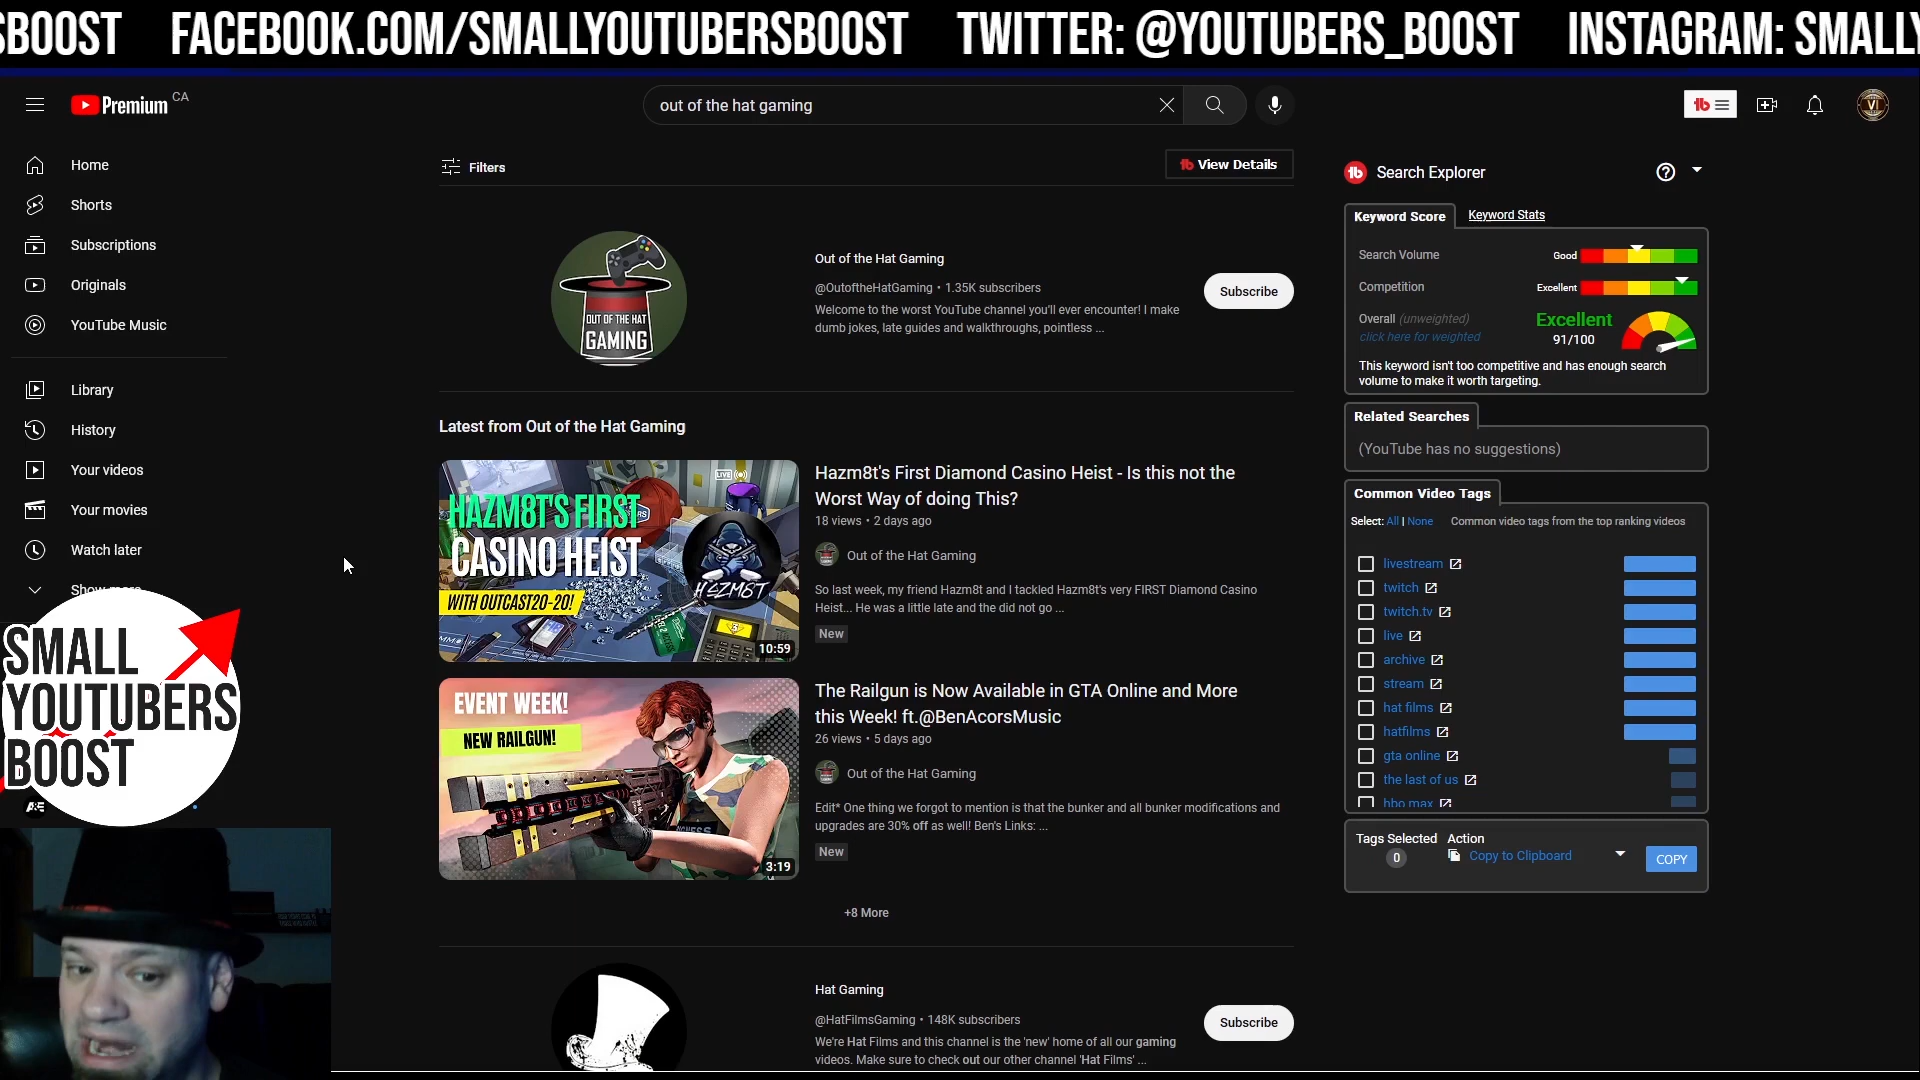 SBOOST FACEBOOK.COM/SMALLYOUTUBERSBOOST TWITTER: @YOUTUBERS_BOOST INSTAGRAM: SMALLY
Premium CA
out of the hat gaming
Home
Shorts
Subscriptions
Originals
YouTube Music
Library
History
Your videos
Your movies
Watch later
Show more
SMALL
YOUTUBERS
BOOST
A&E
Filters
View Details
OUT OF THE HAT
GAMING
Out of the Hat Gaming
@OutoftheHatGaming • 1.35K subscribers
Welcome to the worst YouTube channel you'll ever encounter! I make
dumb jokes, late guides and walkthroughs, pointless ...
Subscribe
Latest from Out of the Hat Gaming
LIVE
HAZM8T'S FIRST
CASINO HEIST
WITH OUTCAST20-20!
HAZM8T
10:59
Hazm8t's First Diamond Casino Heist - Is this not the
Worst Way of doing This?
18 views • 2 days ago
Out of the Hat Gaming
So last week, my friend Hazm8t and I tackled Hazm8t's very FIRST Diamond Casino
Heist... He was a little late and the did not go ...
New
EVENT WEEK!
NEW RAILGUN!
3:19
The Railgun is Now Available in GTA Online and More
this Week! ft.@BenAcorsMusic
26 views • 5 days ago
Out of the Hat Gaming
Edit* One thing we forgot to mention is that the bunker and all bunker modifications and
upgrades are 30% off as well! Ben's Links: ...
New
+8 More
Hat Gaming
@HatFilmsGaming • 148K subscribers
We're Hat Films and this channel is the 'new' home of all our gaming
videos. Make sure to check out our other channel 'Hat Films' ...
Subscribe
Search Explorer
Keyword Score Keyword Stats
Search Volume Good
Competition Excellent
Overall (unweighted) Excellent
click here for weighted 91/100
This keyword isn't too competitive and has enough search
volume to make it worth targeting.
Related Searches
(YouTube has no suggestions)
Common Video Tags
Select: All | None Common video tags from the top ranking videos
livestream
twitch
twitch.tv
live
archive
stream
hat films
hatfilms
gta online
the last of us
hbo max
Tags Selected Action
0 Copy to Clipboard COPY